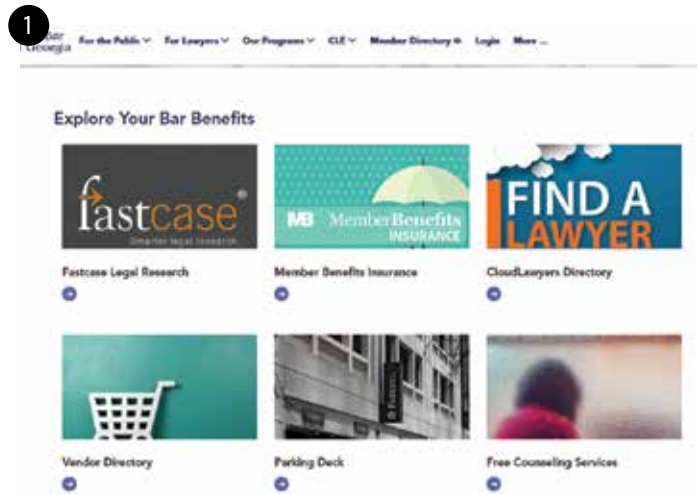 1
Georgia
For the Public For Lawyers Our Programs CLE Member Directory Login More ...
Explore Your Bar Benefits
fastcase®
Smarter legal research.
MB MemberBenefits
INSURANCE
FIND A
LAWYER
Fastcase Legal Research
Member Benefits Insurance
CloudLawyers Directory
Vendor Directory
Parking Deck
Free Counseling Services